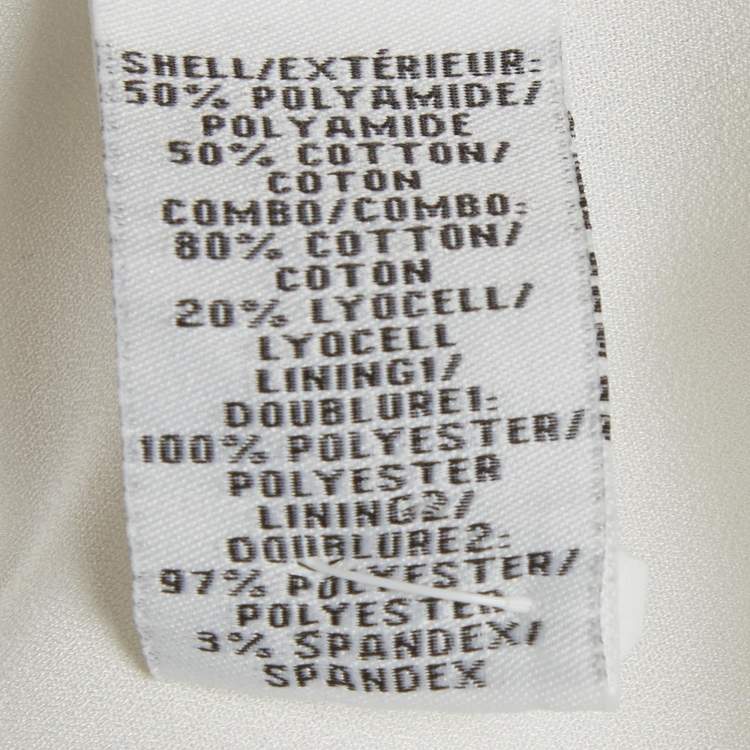 SHELL/EXTÉRIEUR:
50% POLYAMIDE/
POLYAMIDE
50% COTTON/
COTON
COMBO/COMBO:
80% COTTON/
COTON
20% LYOCELL/
LYOCELL
LINING1/
DOUBLURE1:
100% POLYESTER/
POLYESTER
LINING2/
DOUBLURE2:
97% POLYESTER/
POLYESTER
3% SPANDEX/
SPANDEX